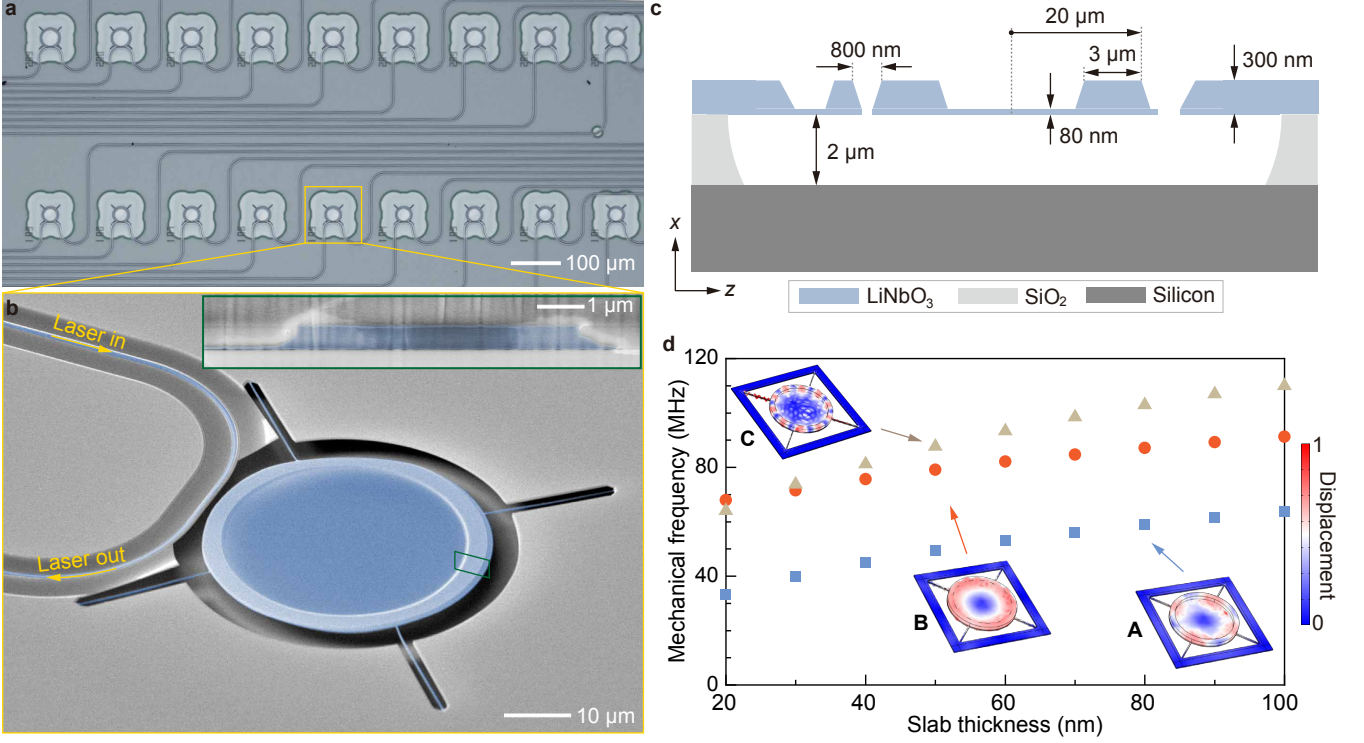 a
100 µm
b
1 µm
Laser in
Laser out
10 µm
c
20 µm
800 nm
3 µm
300 nm
2 µm
80 nm
x
z
LiNbO₃
SiO₂
Silicon
d
Mechanical frequency (MHz)
120
80
40
0
C
B
A
20
40
60
80
100
Slab thickness (nm)
1
Displacement
0